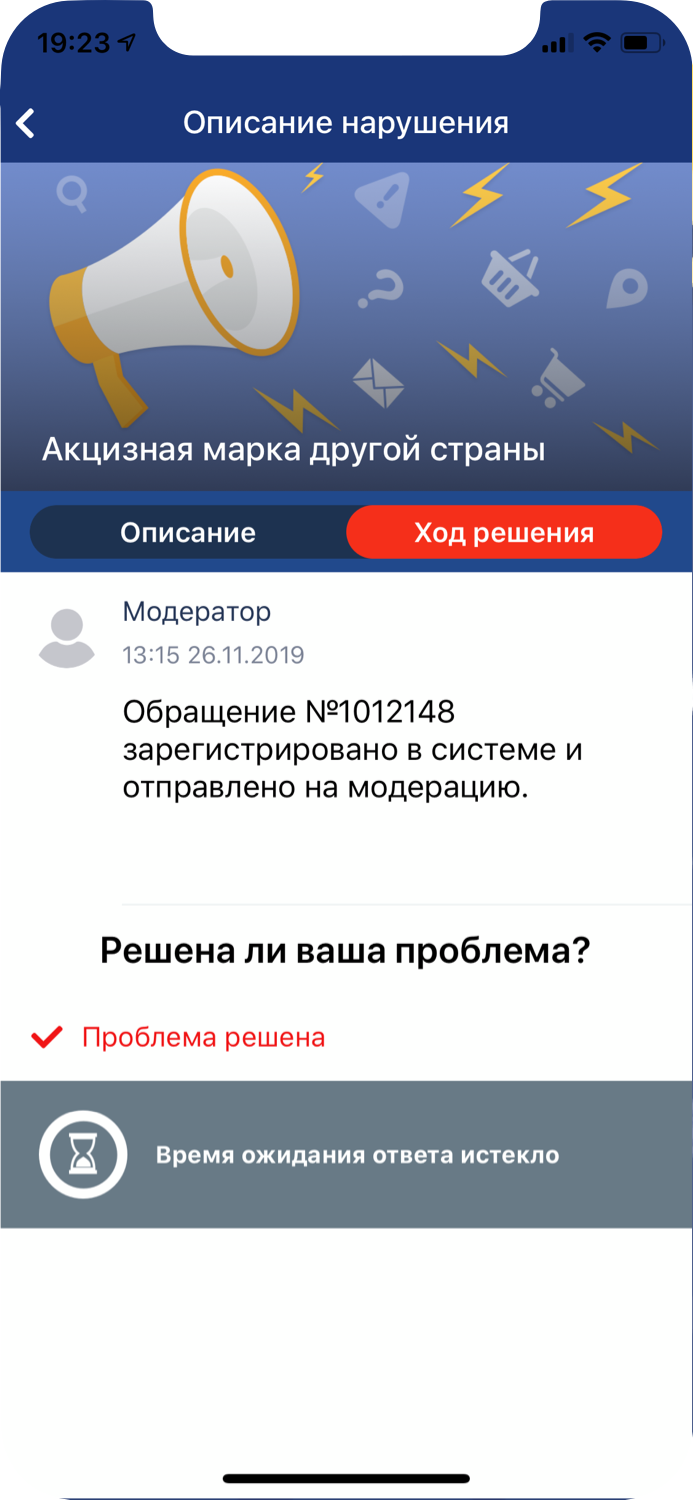 19:23
Описание нарушения
Акцизная марка другой страны
Описание
Ход решения
Модератор
13:15 26.11.2019
Обращение №1012148
зарегистрировано в системе и
отправлено на модерацию.
Решена ли ваша проблема?
Проблема решена
Время ожидания ответа истекло